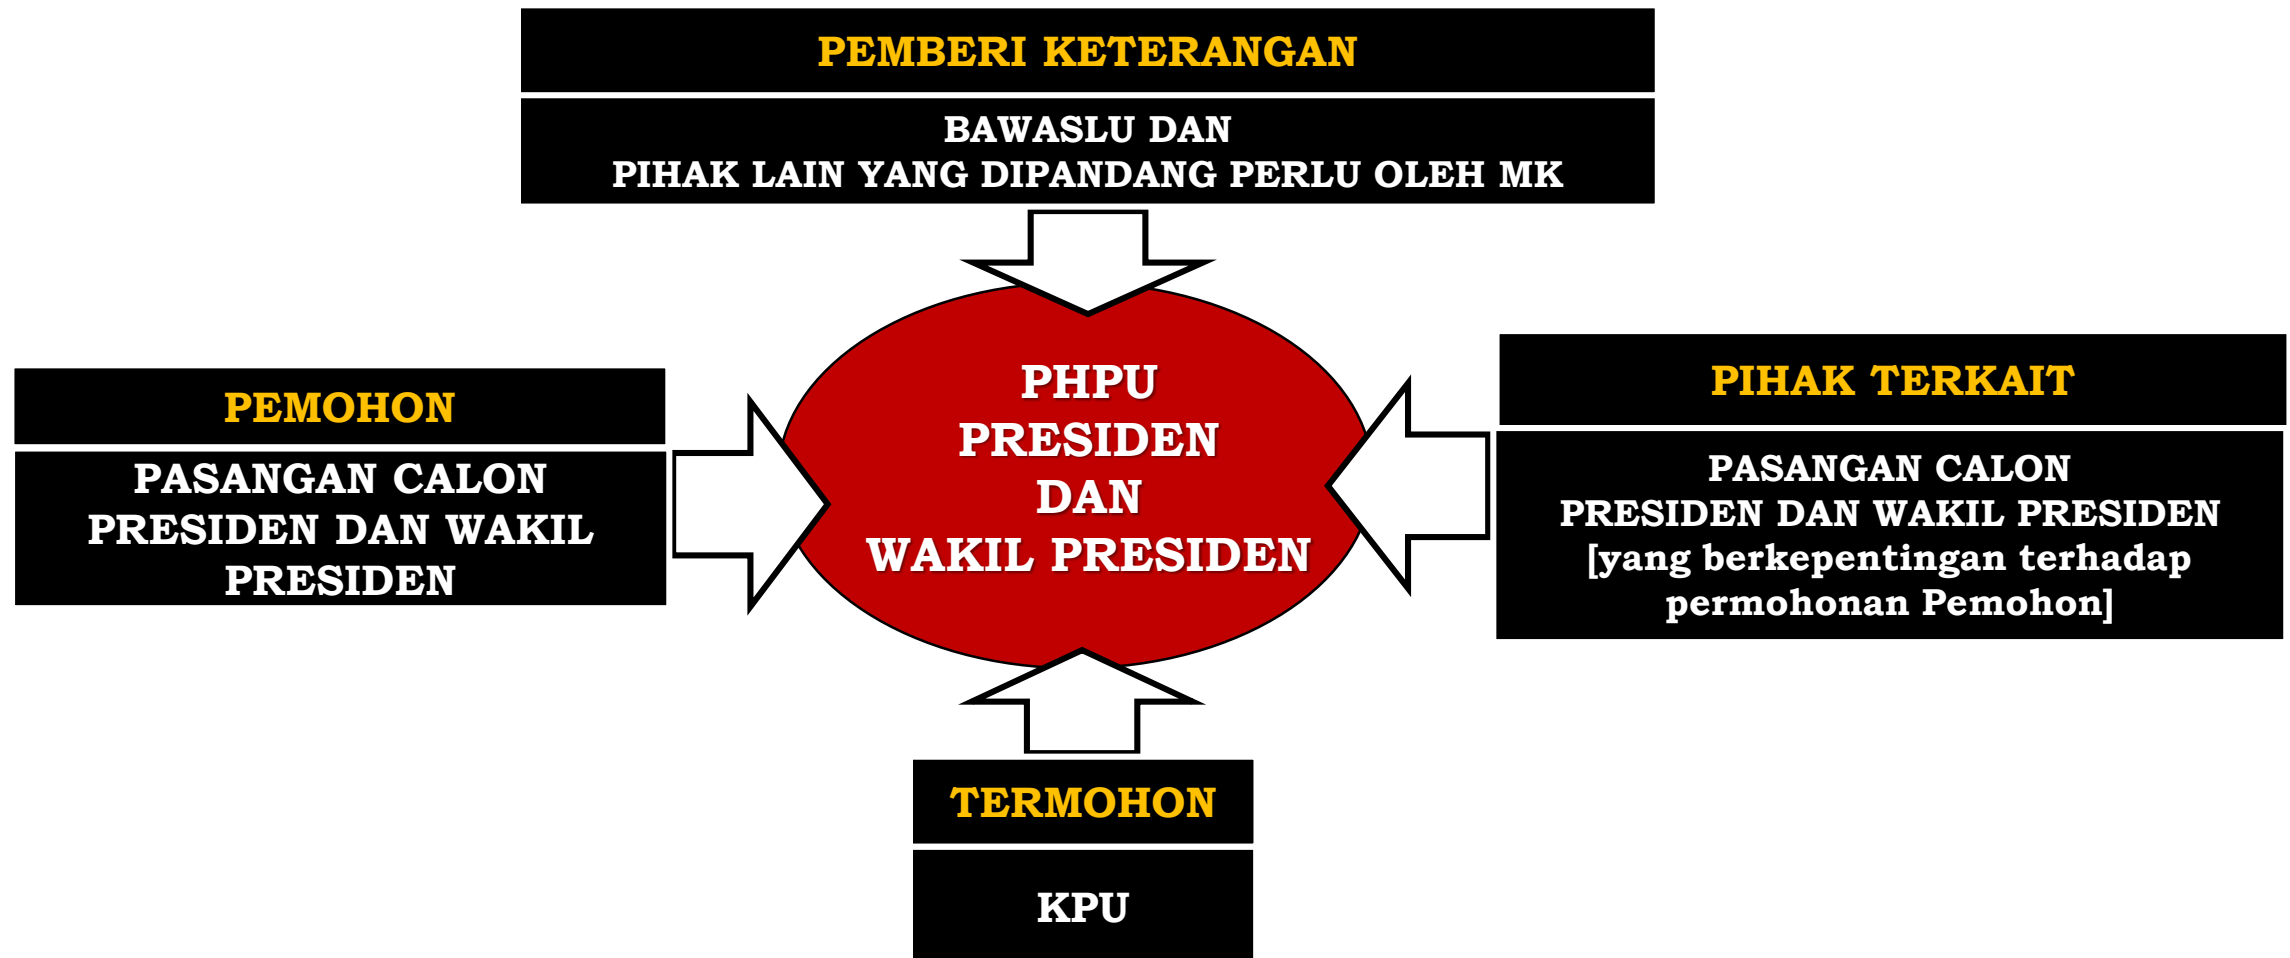 PEMBERI KETERANGAN
BAWASLU DAN
PIHAK LAIN YANG DIPANDANG PERLU OLEH MK
PEMOHON
PASANGAN CALON
PRESIDEN DAN WAKIL
PRESIDEN
PHPU
PRESIDEN
DAN
WAKIL PRESIDEN
PIHAK TERKAIT
PASANGAN CALON
PRESIDEN DAN WAKIL PRESIDEN
[yang berkepentingan terhadap
permohonan Pemohon]
TERMOHON
KPU